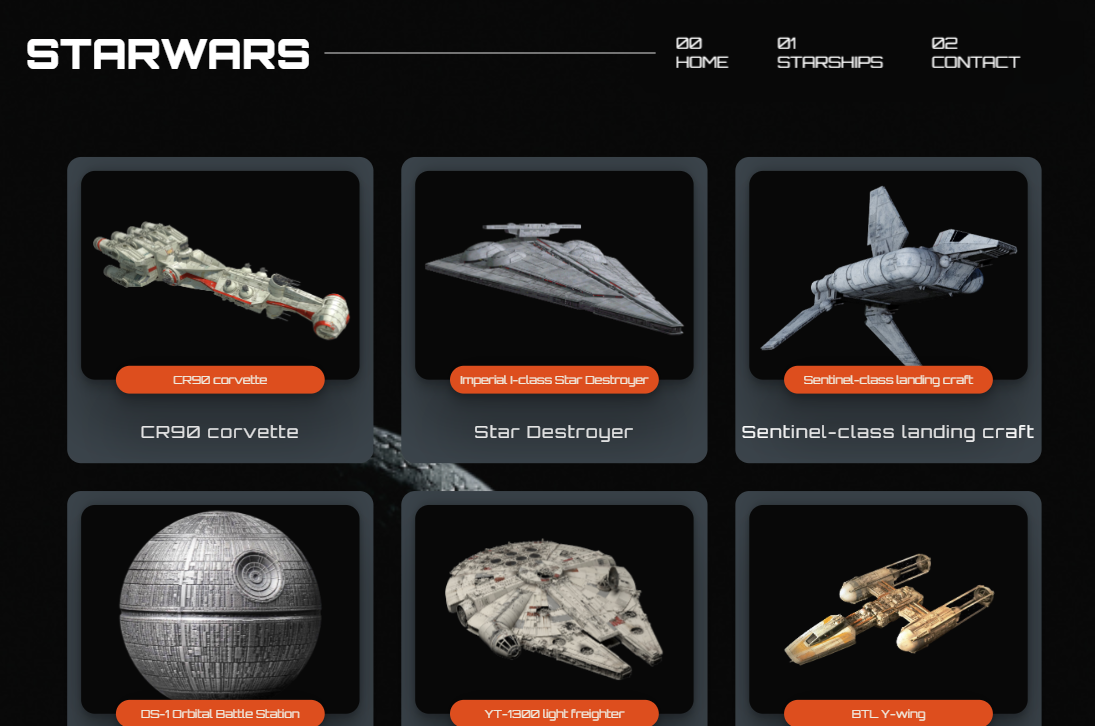 STARWARS
00
HOME
01
STARSHIPS
02
CONTACT
CR90 corvette
Imperial I-class Star Destroyer
Sentinel-class landing craft
CR90 corvette
Star Destroyer
Sentinel-class landing craft
DS-1 Orbital Battle Station
YT-1300 light freighter
BTL Y-wing